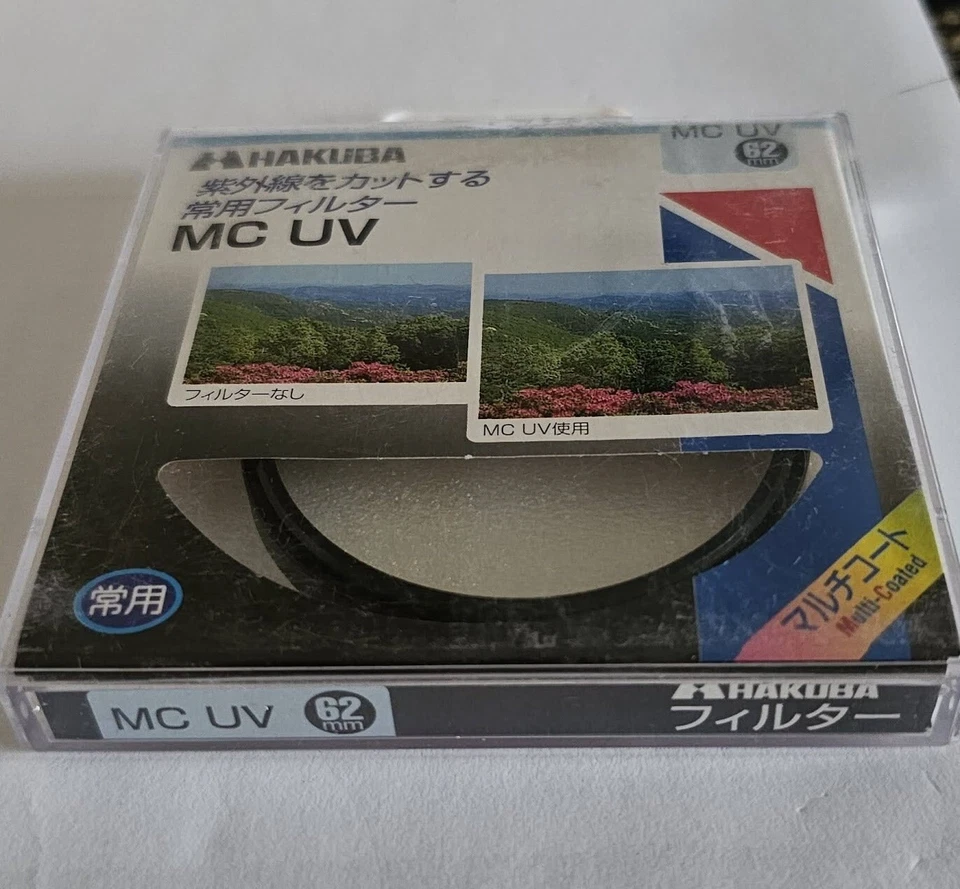 HAKUBA
MC UV
62
mm
紫外線をカットする
常用フィルター
MC UV
フィルターなし
MC UV使用
常用
マルチコート
Multi-Coated
MC UV 62
mm
HAKUBA
フィルター